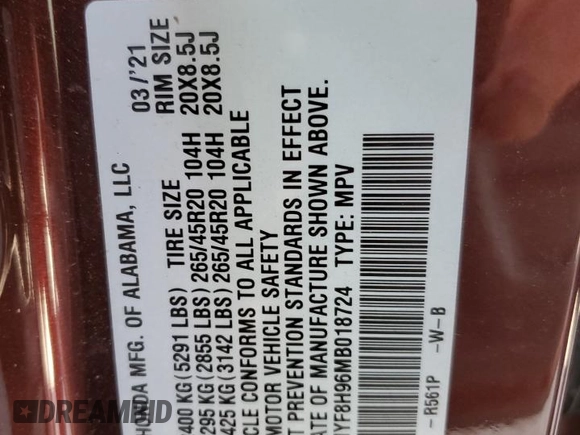 HONDA MFG. OF ALABAMA, LLC 03/'21
400 KG (5291 LBS) TIRE SIZE RIM SIZE
295 KG (2855 LBS) 265/45R20 104H 20X8.5J
425 KG (3142 LBS) 265/45R20 104H 20X8.5J
CLE CONFORMS TO ALL APPLICABLE
MOTOR VEHICLE SAFETY
T PREVENTION STANDARDS IN EFFECT
ATE OF MANUFACTURE SHOWN ABOVE.
YF8H96MB018724 TYPE: MPV
-R561P -W-B
DIDIUM
CARS